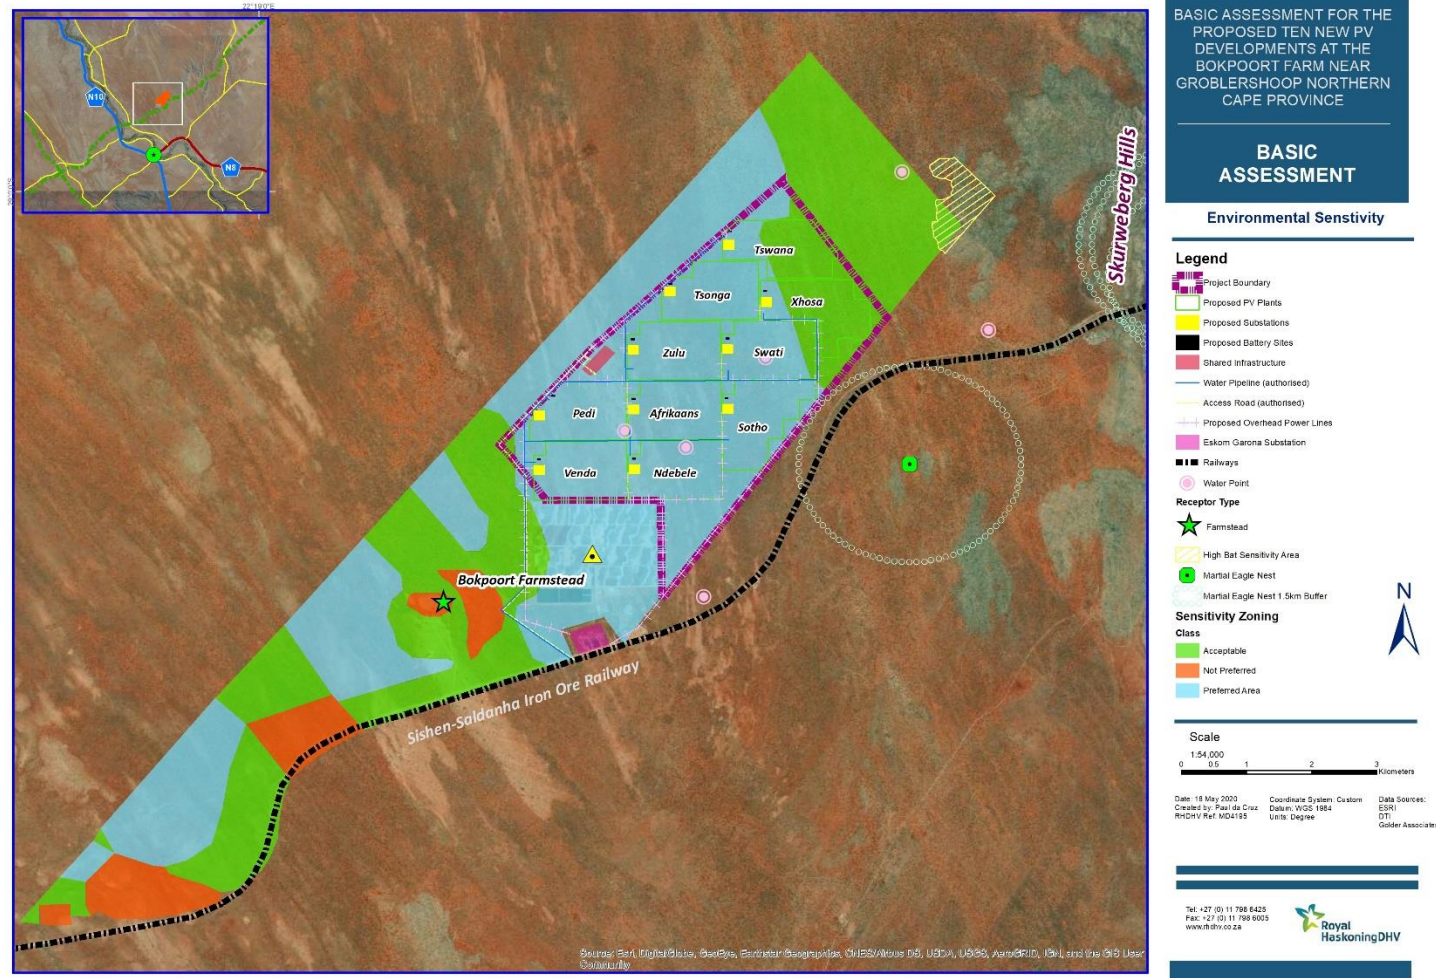 22°19'0"E
N10
N8
Skurweberg Hills
Tswana
Tsonga
Xhosa
Zulu
Swati
Pedi
Afrikaans
Sotho
Venda
Ndebele
Bokpoort Farmstead
Sishen-Saldanha Iron Ore Railway
Source: Esri, DigitalGlobe, GeoEye, Earthstar Geographics, CNES/Airbus DS, USDA, USGS, AeroGRID, IGN, and the GIS User
Community
BASIC ASSESSMENT FOR THE
PROPOSED TEN NEW PV
DEVELOPMENTS AT THE
BOKPOORT FARM NEAR
GROBLERSHOOP NORTHERN
CAPE PROVINCE
BASIC
ASSESSMENT
Environmental Senstivity
Legend
Project Boundary
Proposed PV Plants
Proposed Substations
Proposed Battery Sites
Shared Infrastructure
Water Pipeline (authorised)
Access Road (authorised)
Proposed Overhead Power Lines
Eskom Garona Substation
Railways
Water Point
Receptor Type
Farmstead
High Bat Sensitivity Area
Martial Eagle Nest
Martial Eagle Nest 1.5km Buffer
N
Sensitivity Zoning
Class
Acceptable
Not Preferred
Preferred Area
Scale
1:54,000
0 0.5 1 2 3
Kilometers
Date: 18 May 2020
Created by: Paul da Cruz
RHDHV Ref: MD4195
Coordinate System: Custom
Datum: WGS 1984
Units: Degree
Data Sources:
ESRI
DTI
Golder Associates
Tel: +27 (0) 11 798 6425
Fax: +27 (0) 11 798 6005
www.rhdhv.co.za
Royal
HaskoningDHV